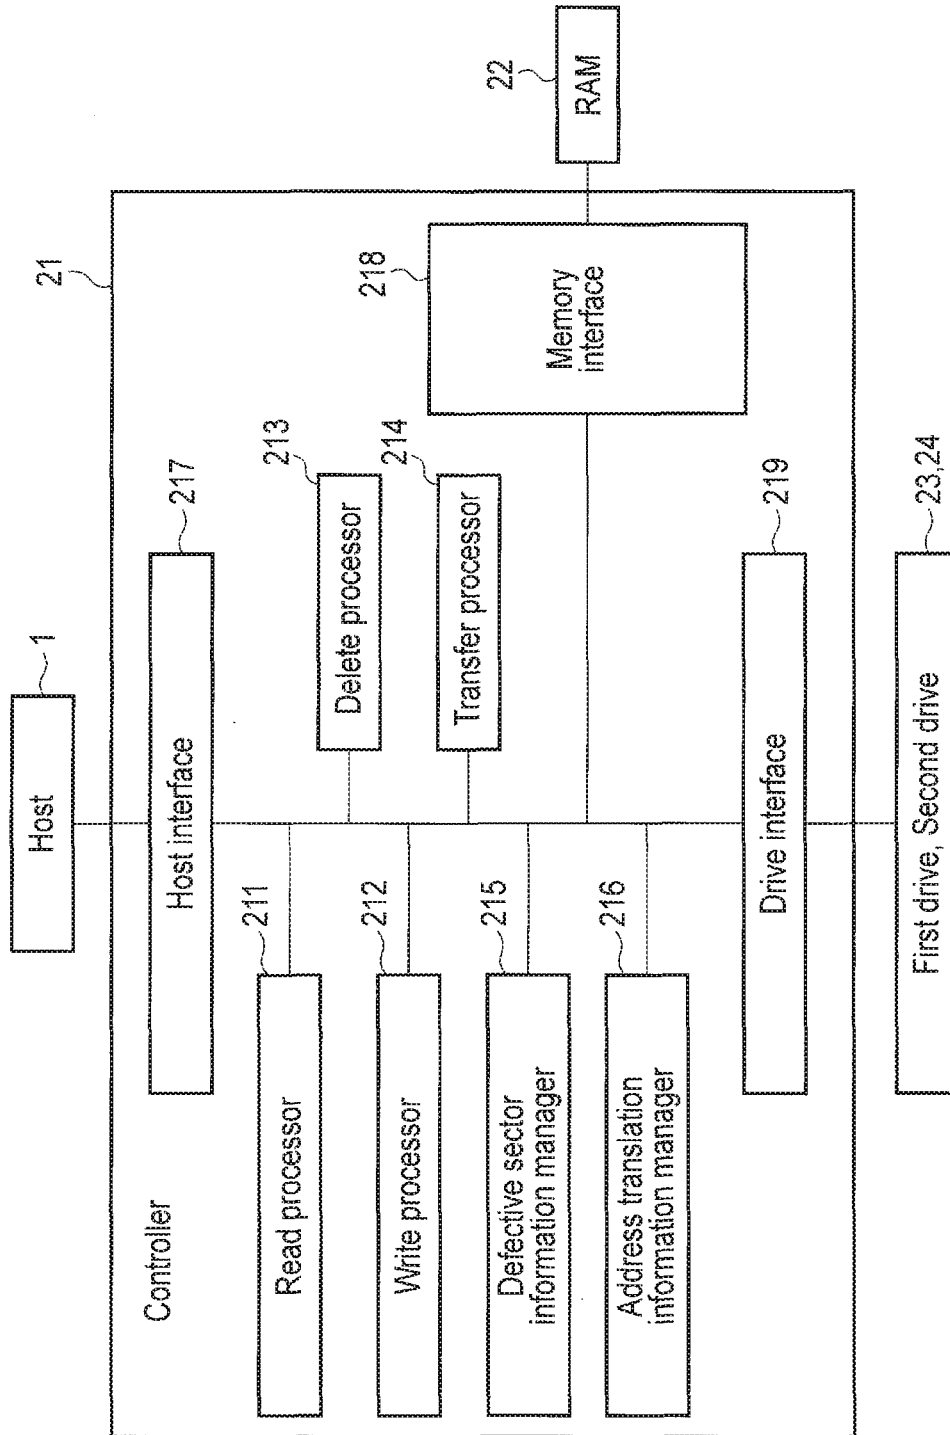 Host
1
21
Controller
Host interface
217
Read processor
211
Delete processor
213
Write processor
212
Transfer processor
214
Defective sector
information manager
215
Memory
interface
218
RAM
22
Address translation
information manager
216
Drive interface
219
First drive, Second drive
23,24